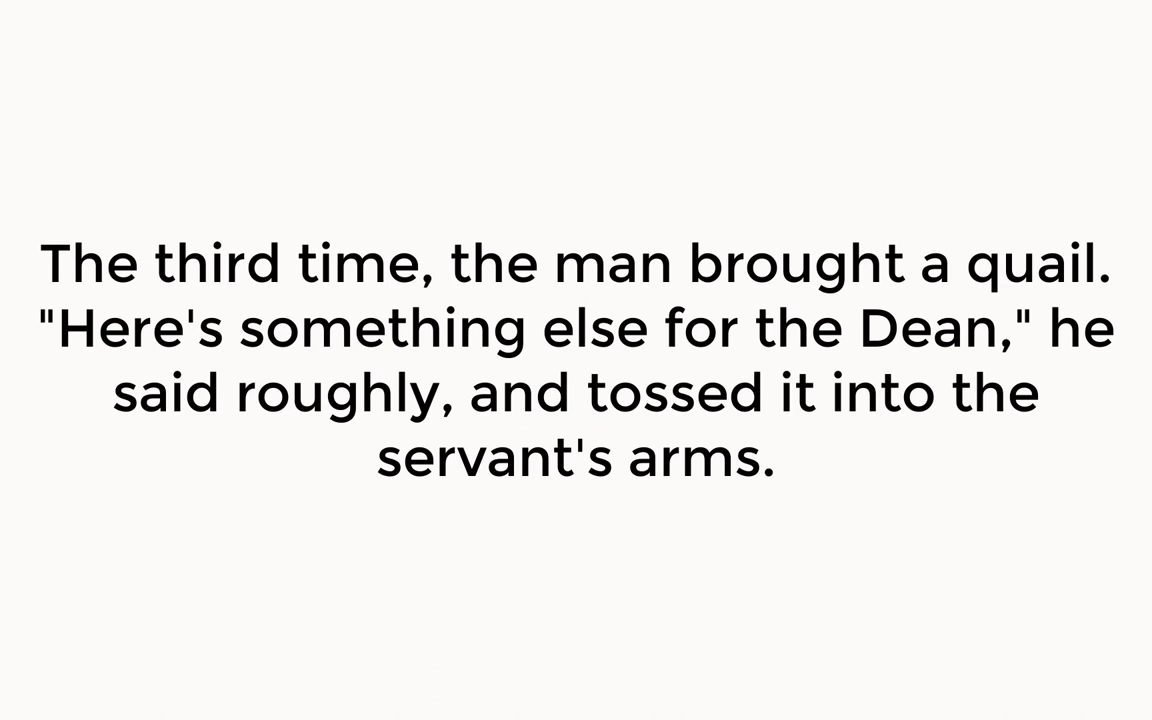 The third time, the man brought a quail.
"Here's something else for the Dean," he
said roughly, and tossed it into the
servant's arms.